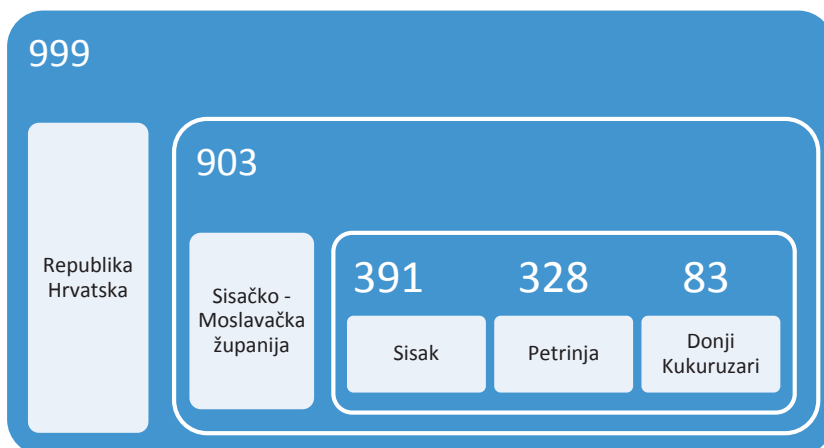 999
Republika
Hrvatska
903
Sisačko -
Moslavačka
županija
391
Sisak
328
Petrinja
83
Donji
Kukuruzari